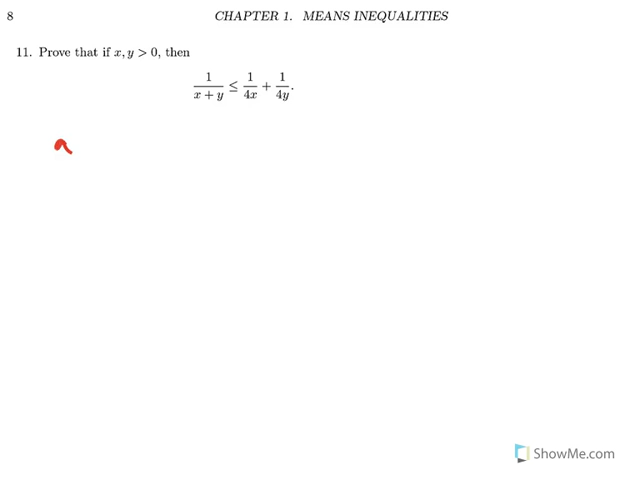 8 CHAPTER 1. MEANS INEQUALITIES
11. Prove that if x, y > 0, then
1/(x + y) ≤ 1/(4x) + 1/(4y).
ShowMe.com